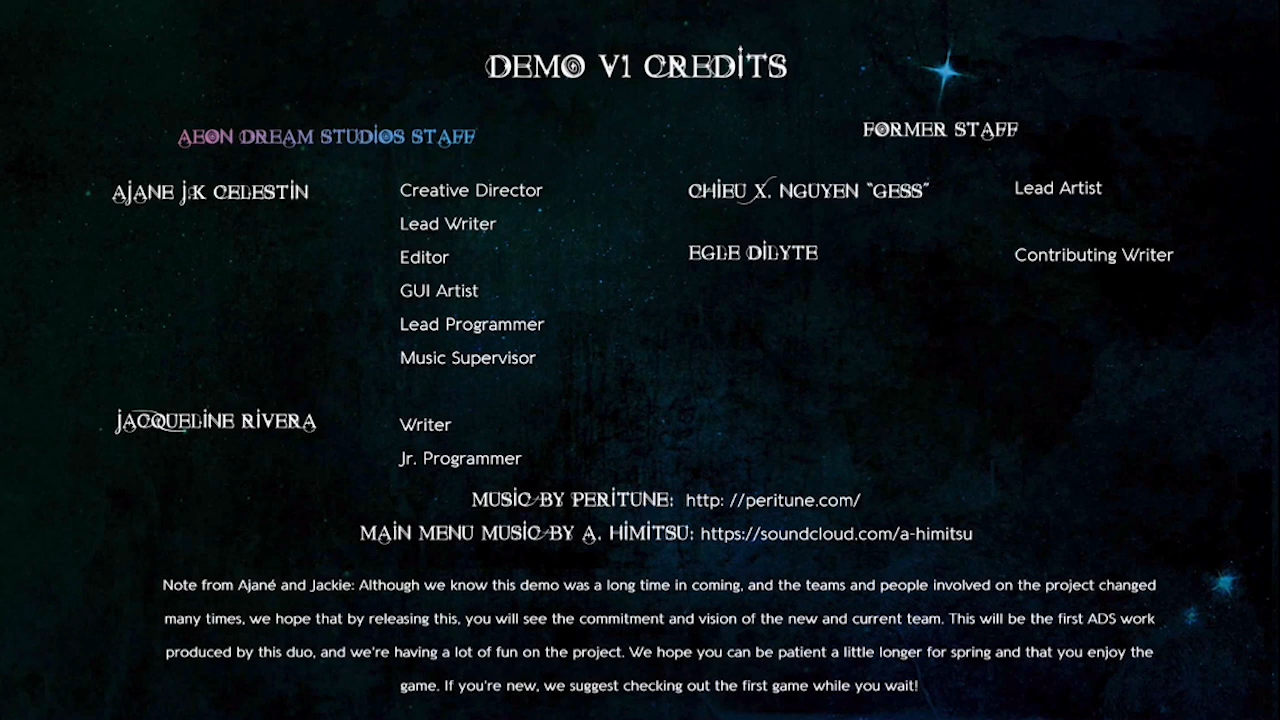 DEMO V1 CREDITS
AEON DREAM STUDIOS STAFF
AJANE J.K CELESTIN
Creative Director
Lead Writer
Editor
GUI Artist
Lead Programmer
Music Supervisor
JACQUELINE RIVERA
Writer
Jr. Programmer
FORMER STAFF
CHIEU X. NGUYEN "GESS"
Lead Artist
EGLE DILYTE
Contributing Writer
MUSIC BY PERITUNE: http: //peritune.com/
MAIN MENU MUSIC BY A. HIMITSU: https://soundcloud.com/a-himitsu
Note from Ajané and Jackie: Although we know this demo was a long time in coming, and the teams and people involved on the project changed
many times, we hope that by releasing this, you will see the commitment and vision of the new and current team. This will be the first ADS work
produced by this duo, and we're having a lot of fun on the project. We hope you can be patient a little longer for spring and that you enjoy the
game. If you're new, we suggest checking out the first game while you wait!